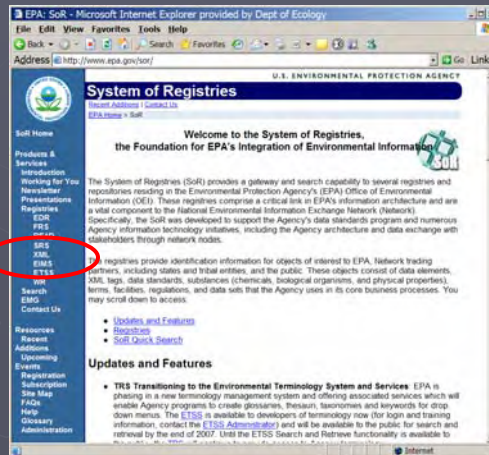 EPA: SoR - Microsoft Internet Explorer provided by Dept of Ecology
File Edit View Favorites Tools Help
Back Search Favorites
Address http://www.epa.gov/sor/ Go Link
U.S. ENVIRONMENTAL PROTECTION AGENCY
System of Registries
Recent Additions | Contact Us
EPA Home > SoR
SoR Home
Products &
Services
Introduction
Working for You
Newsletter
Presentations
Registries
EDR
FRS
READ
SRS
XML
EIMS
ETSS
WR
Search
EMG
Contact Us
Resources
Recent
Additions
Upcoming
Events
Registration
Subscription
Site Map
FAQs
Help
Glossary
Administration
Welcome to the System of Registries,
the Foundation for EPA's Integration of Environmental Information
SoR
The System of Registries (SoR) provides a gateway and search capability to several registries and
repositories residing in the Environmental Protection Agency's (EPA) Office of Environmental
Information (OEI). These registries comprise a critical link in EPA's information architecture and are
a vital component to the National Environmental Information Exchange Network (Network).
Specifically, the SoR was developed to support the Agency's data standards program and numerous
Agency information technology initiatives, including the Agency architecture and data exchange with
stakeholders through network nodes.
The registries provide identification information for objects of interest to EPA, Network trading
partners, including states and tribal entities, and the public. These objects consist of data elements,
XML tags, data standards, substances (chemicals, biological organisms, and physical properties),
terms, facilities, regulations, and data sets that the Agency uses in its core business processes. You
may scroll down to access:
Updates and Features
Registries
SoR Quick Search
Updates and Features
TRS Transitioning to the Environmental Terminology System and Services EPA is
phasing in a new terminology management system and offering associated services which will
enable Agency programs to create glossaries, thesauri, taxonomies and keywords for drop
down menus. The ETSS is available to developers of terminology now (for login and training
information, contact the ETSS Administrator) and will be available to the public for search and
retrieval by the end of 2007. Until the ETSS Search and Retrieve functionality is available to
Internet